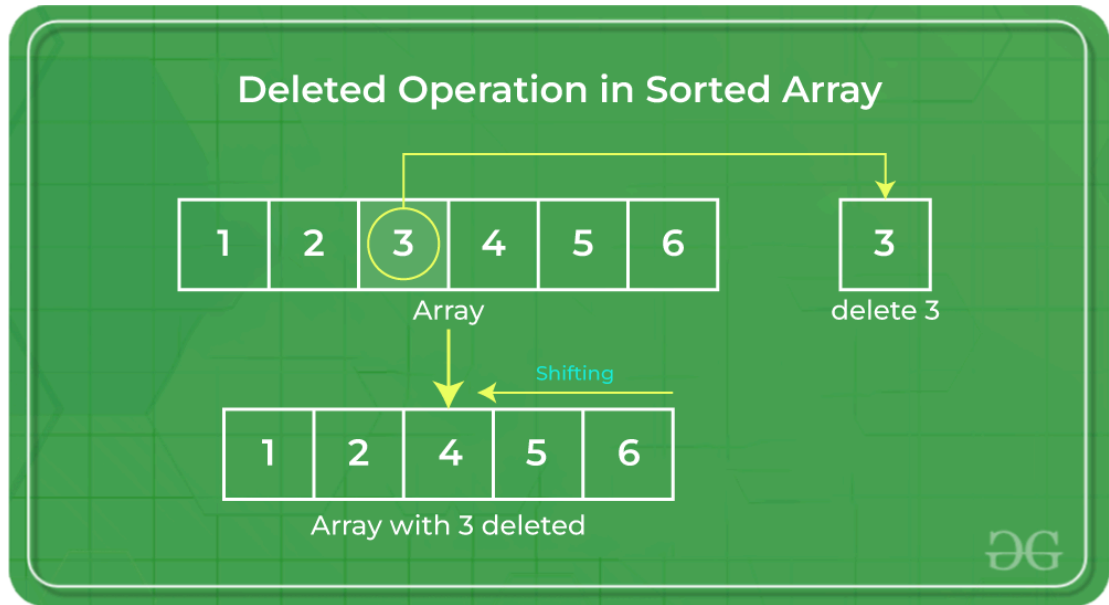 Deleted Operation in Sorted Array
1 2 3 4 5 6
3
Array
delete 3
Shifting
1 2 4 5 6
Array with 3 deleted